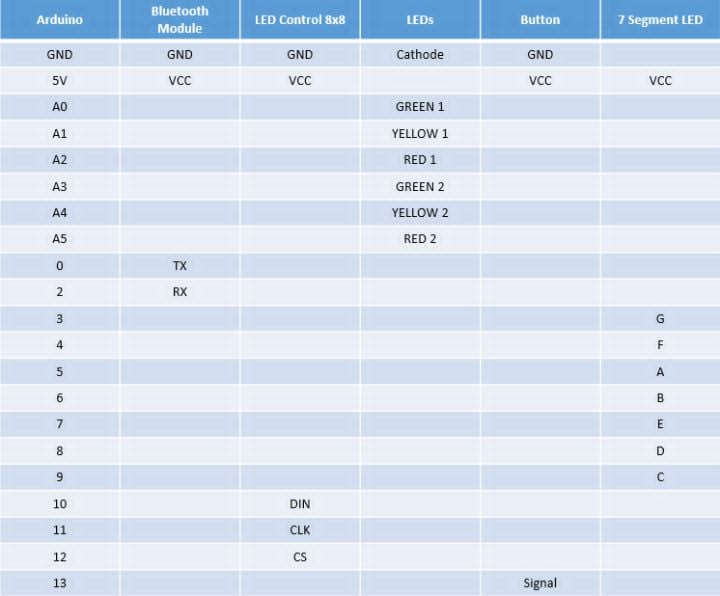 Arduino Bluetooth Module LED Control 8x8 LEDs Button 7 Segment LED
GND GND GND Cathode GND
5V VCC VCC VCC VCC
A0 GREEN 1
A1 YELLOW 1
A2 RED 1
A3 GREEN 2
A4 YELLOW 2
A5 RED 2
0 TX
2 RX
3 G
4 F
5 A
6 B
7 E
8 D
9 C
10 DIN
11 CLK
12 CS
13 Signal